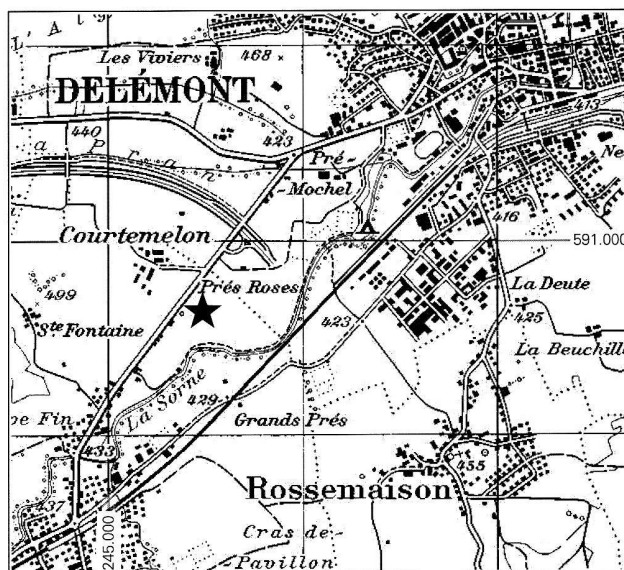 L'A
Les Viviers
468
DELÉMONT
440
423
Pré-
-Mochel
413
Ne
416
Courtemelon
591.000
499
Prés Roses
La Deute
Ste Fontaine
423
425
La Beuchille
La Sorne
429
Grands Prés
433
455
Rossemaison
437
245.000
Cras de-
-Pavillon